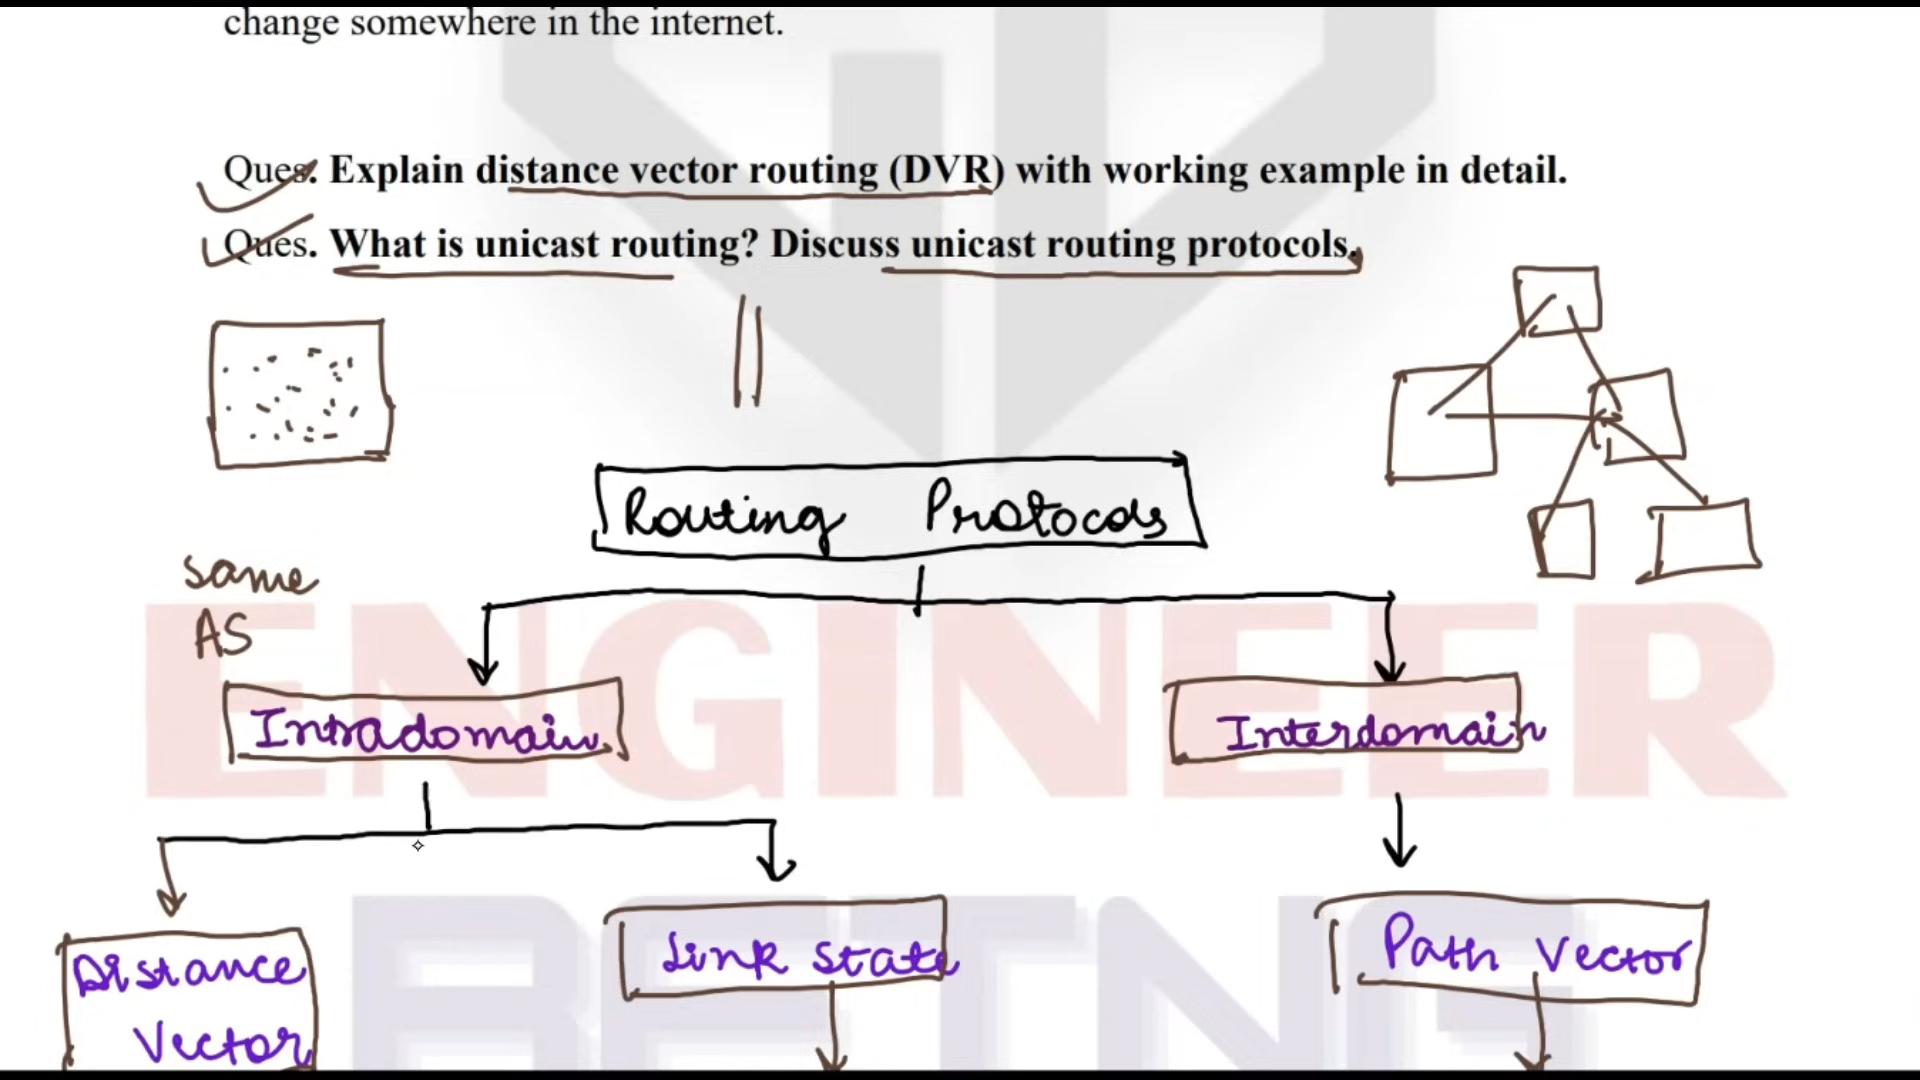 change somewhere in the internet.
Ques. Explain distance vector routing (DVR) with working example in detail.
Ques. What is unicast routing? Discuss unicast routing protocols.
Routing Protocols
same
AS
ENGINEER
Intradomain
Interdomain
BEING
Distance
Vector
Link State
Path Vector